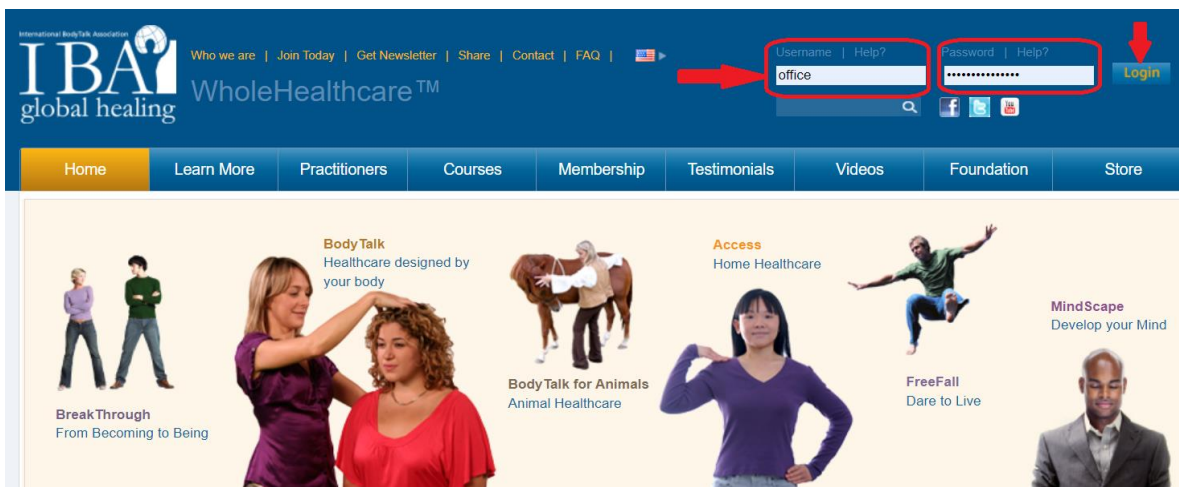 International BodyTalk Association
IBA
global healing
Who we are | Join Today | Get Newsletter | Share | Contact | FAQ |
WholeHealthcare™
Username | Help?
office
Password | Help?
•••••••••••••••
Login
Home Learn More Practitioners Courses Membership Testimonials Videos Foundation Store
BodyTalk
Healthcare designed by
your body
Access
Home Healthcare
MindScape
Develop your Mind
BodyTalk for Animals
Animal Healthcare
FreeFall
Dare to Live
BreakThrough
From Becoming to Being